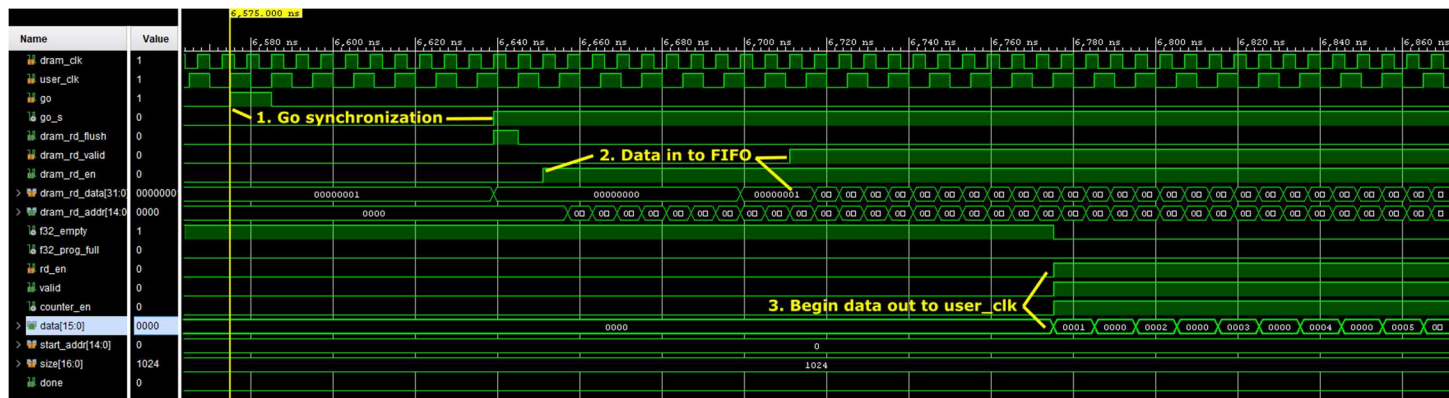 6,575.000 ns
Name Value
6,580 ns 6,600 ns 6,620 ns 6,640 ns 6,660 ns 6,680 ns 6,700 ns 6,720 ns 6,740 ns 6,760 ns 6,780 ns 6,800 ns 6,820 ns 6,840 ns 6,860 ns
dram_clk 1
user_clk 1
go 1
go_s 0
1. Go synchronization
dram_rd_flush 0
dram_rd_valid 0
2. Data in to FIFO
dram_rd_en 0
dram_rd_data[31:0 00000001 00000001 00000000 00000001
dram_rd_addr[14:0 0000 0000
f32_empty 1
f32_prog_full 0
rd_en 0
valid 0
counter_en 0
3. Begin data out to user_clk
data[15:0] 0000 0000 0001 0000 0002 0000 0003 0000 0004 0000 0005
start_addr[14:0] 0 0
size[16:0] 1024 1024
done 0